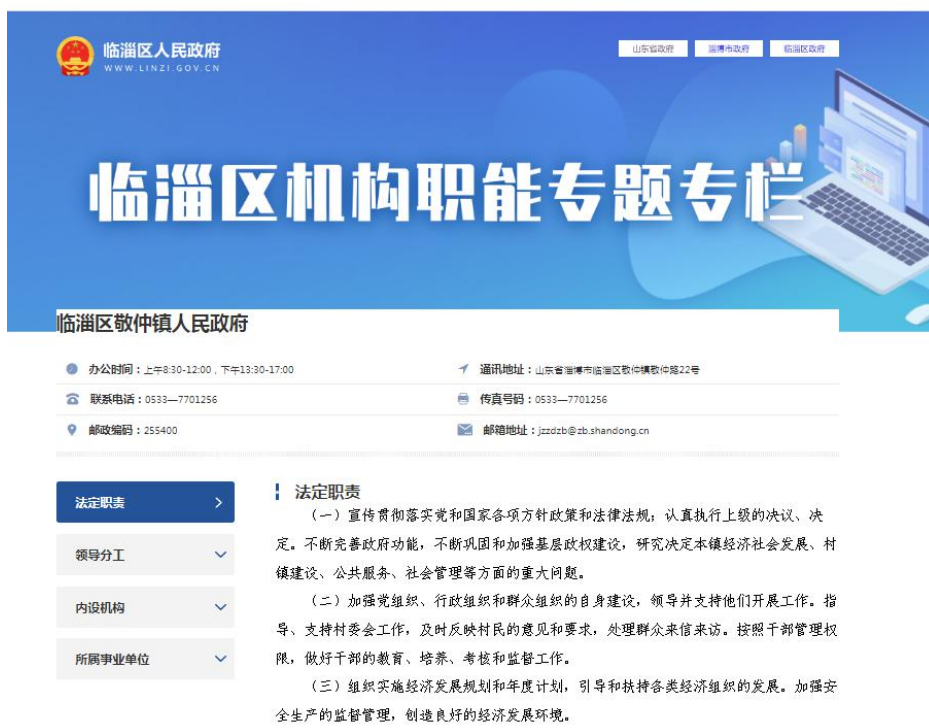 临淄区人民政府
WWW.LINZI.GOV.CN
山东省政府 淄博市政府 临淄区政府
临淄区机构职能专题专栏
临淄区敬仲镇人民政府
办公时间：上午8:30-12:00，下午13:30-17:00
通讯地址：山东省淄博市临淄区敬仲镇敬仲路22号
联系电话：0533—7701256
传真号码：0533—7701256
邮政编码：255400
邮箱地址：jzzdzb@zb.shandong.cn
法定职责
领导分工
内设机构
所属事业单位
法定职责
（一）宣传贯彻落实党和国家各项方针政策和法律法规；认真执行上级的决议、决
定。不断完善政府功能，不断巩固和加强基层政权建设，研究决定本镇经济社会发展、村
镇建设、公共服务、社会管理等方面的重大问题。
（二）加强党组织、行政组织和群众组织的自身建设，领导并支持他们开展工作。指
导、支持村委会工作，及时反映村民的意见和要求，处理群众来信来访。按照干部管理权
限，做好干部的教育、培养、考核和监督工作。
（三）组织实施经济发展规划和年度计划，引导和扶持各类经济组织的发展。加强安
全生产的监督管理，创造良好的经济发展环境。